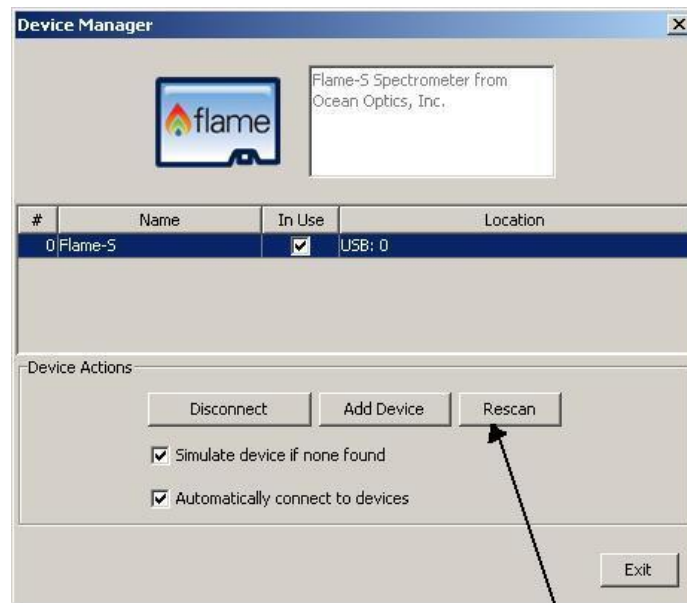 Device Manager
flame
Flame-S Spectrometer from
Ocean Optics, Inc.
# Name In Use Location
0 Flame-S USB: 0
Device Actions
Disconnect Add Device Rescan
Simulate device if none found
Automatically connect to devices
Exit